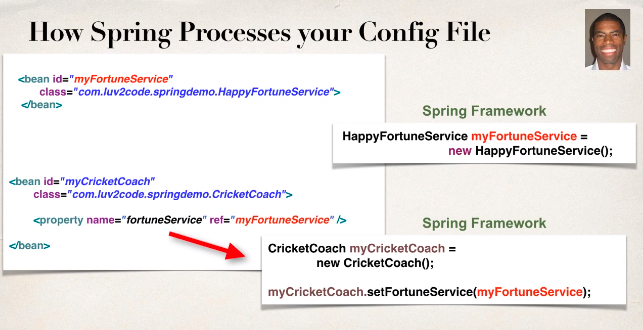 How Spring Processes your Config File
<bean id="myFortuneService"
class="com.luv2code.springdemo.HappyFortuneService">
</bean>
Spring Framework
HappyFortuneService myFortuneService =
new HappyFortuneService();
<bean id="myCricketCoach"
class="com.luv2code.springdemo.CricketCoach">
<property name="fortuneService" ref="myFortuneService" />
</bean>
Spring Framework
CricketCoach myCricketCoach =
new CricketCoach();
myCricketCoach.setFortuneService(myFortuneService);